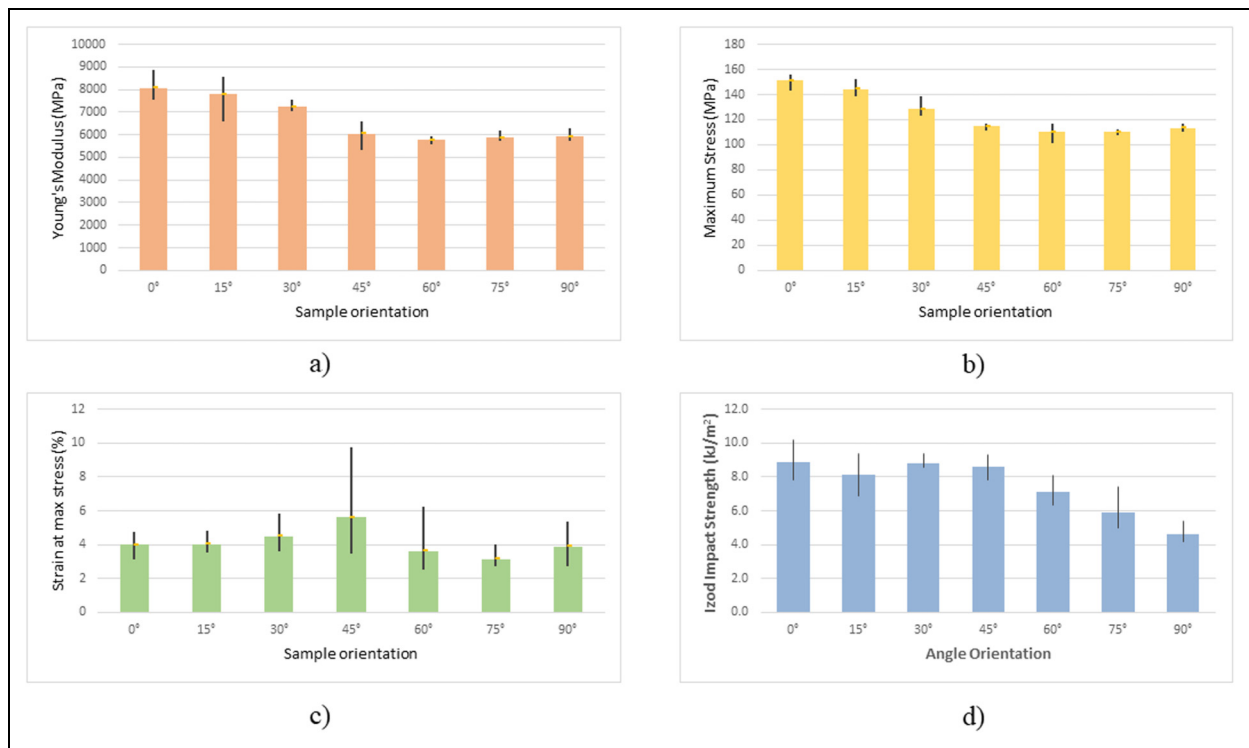 Young's Modulus (MPa)
10000
9000
8000
7000
6000
5000
4000
3000
2000
1000
0
0° 15° 30° 45° 60° 75° 90°
Sample orientation
a)
Maximum Stress (MPa)
180
160
140
120
100
80
60
40
20
0
0° 15° 30° 45° 60° 75° 90°
Sample orientation
b)
Strain at max stress (%)
12
10
8
6
4
2
0
0° 15° 30° 45° 60° 75° 90°
Sample orientation
c)
Izod Impact Strength (kJ/m²)
12.0
10.0
8.0
6.0
4.0
2.0
0.0
0° 15° 30° 45° 60° 75° 90°
Angle Orientation
d)